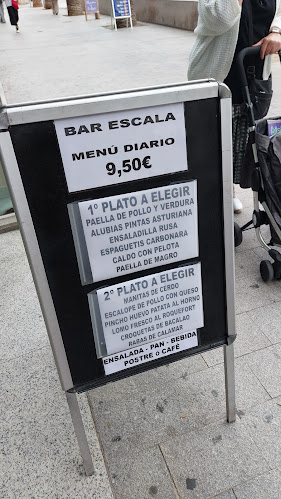 BAR ESCALA
MENÚ DIARIO
9,50€
1º PLATO A ELEGIR
PAELLA DE POLLO Y VERDURA
ALUBIAS PINTAS ASTURIANA
ENSALADILLA RUSA
ESPAGUETIS CARBONARA
CALDO CON PELOTA
PAELLA DE MAGRO
2º PLATO A ELEGIR
MANITAS DE CERDO
ESCALOPE DE POLLO CON QUESO
PINCHO HUEVO PATATA AL HORNO
LOMO FRESCO AL ROQUEFORT
CROQUETAS DE BACALAO
RABAS DE CALAMAR
ENSALADA - PAN - BEBIDA
POSTRE ó CAFÉ